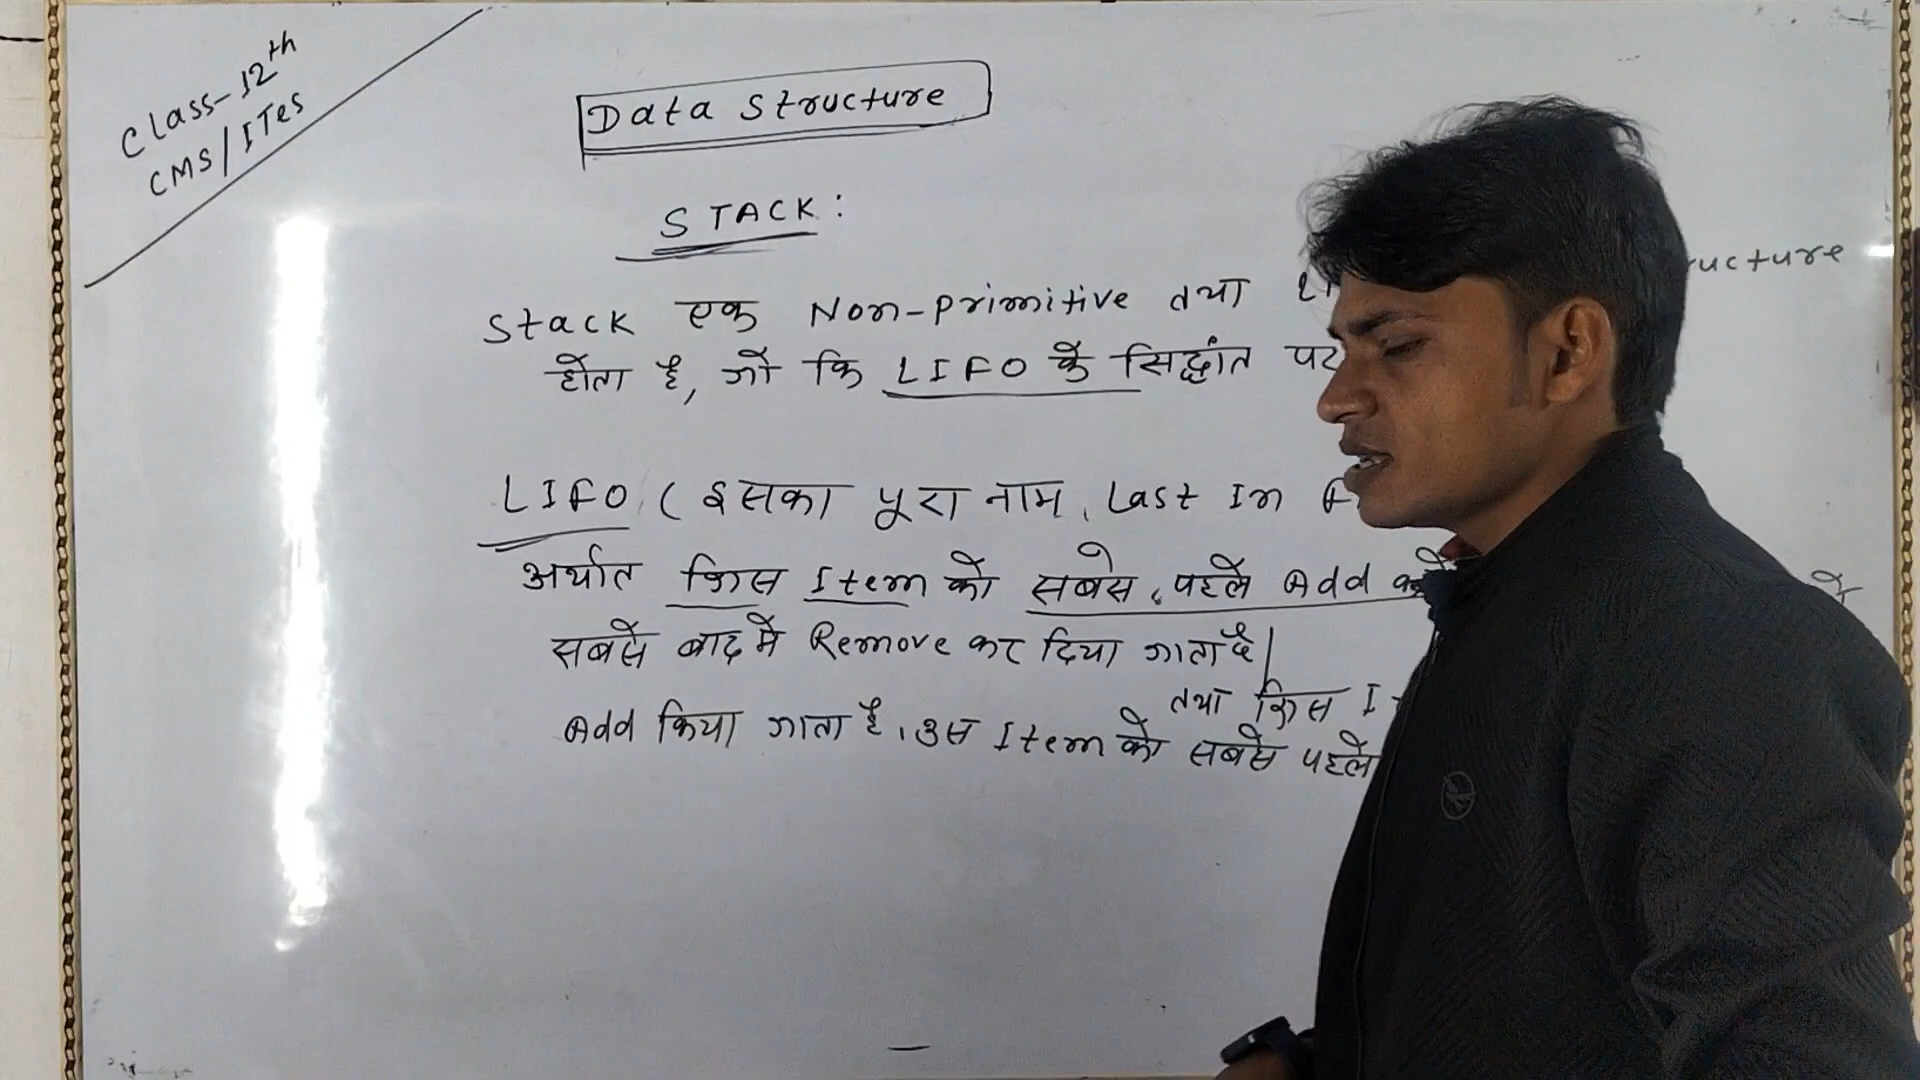 Class-12th
CMS/ITes
Data Structure
STACK:
Stack एक Non-primitive तथा ructure
होता है, जो कि LIFO के सिद्धांत पर
LIFO (इसका पूरा नाम, Last In F
अर्थात जिस Item को सबसे, पहले Add
सबसे बाद में Remove कर दिया जाता है|
तथा जिस I
Add किया जाता है, उस Item को सबसे पहले